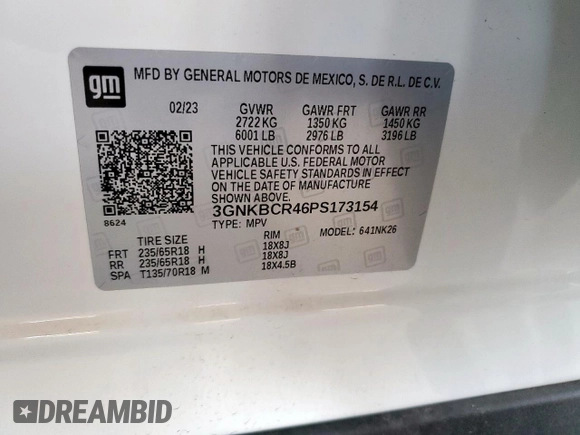 gm
MFD BY GENERAL MOTORS DE MEXICO, S. DE R.L. DE C.V.
02/23 GVWR GAWR FRT GAWR RR
2722 KG 1350 KG 1450 KG
6001 LB 2976 LB 3196 LB
THIS VEHICLE CONFORMS TO ALL
APPLICABLE U.S. FEDERAL MOTOR
VEHICLE SAFETY STANDARDS IN EFFECT
ON THE DATE OF MANUFACTURE
SHOWN ABOVE.
8624
3GNKBCR46PS173154
TYPE: MPV MODEL: 641NK26
TIRE SIZE RIM
FRT 235/65R18 H 18X8J
RR 235/65R18 H 18X8J
SPA T135/70R18 M 18X4.5B
DREAMBID